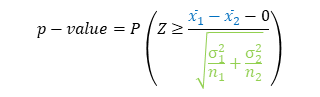 p − value = P ( Z ≥ (x̄₁ − x̄₂ − 0) / √(σ₁²/n₁ + σ₂²/n₂) )